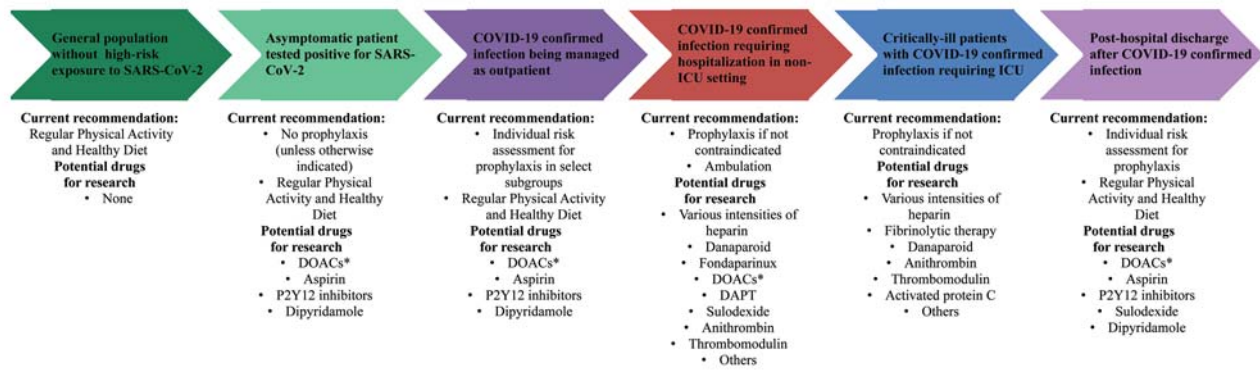 General population
without high-risk
exposure to SARS-CoV-2
Current recommendation:
Regular Physical Activity
and Healthy Diet
Potential drugs
for research
• None
Asymptomatic patient
tested positive for SARS-
CoV-2
Current recommendation:
• No prophylaxis
(unless otherwise
indicated)
• Regular Physical
Activity and Healthy
Diet
Potential drugs
for research
• DOACs*
• Aspirin
• P2Y12 inhibitors
• Dipyridamole
COVID-19 confirmed
infection being managed
as outpatient
Current recommendation:
• Individual risk
assessment for
prophylaxis in select
subgroups
• Regular Physical Activity
and Healthy Diet
Potential drugs
for research
• DOACs*
• Aspirin
• P2Y12 inhibitors
• Dipyridamole
COVID-19 confirmed
infection requiring
hospitalization in non-
ICU setting
Current recommendation:
• Prophylaxis if not
contraindicated
• Ambulation
Potential drugs
for research
• Various intensities of
heparin
• Danaparoid
• Fondaparinux
• DOACs*
• DAPT
• Sulodexide
• Anithrombin
• Thrombomodulin
• Others
Critically-ill patients
with COVID-19 confirmed
infection requiring ICU
Current recommendation:
Prophylaxis if not
contraindicated
Potential drugs
for research
• Various intensities of
heparin
• Fibrinolytic therapy
• Danaparoid
• Anithrombin
• Thrombomodulin
• Activated protein C
• Others
Post-hospital discharge
after COVID-19 confirmed
infection
Current recommendation:
• Individual risk
assessment for
prophylaxis
• Regular Physical
Activity and Healthy
Diet
Potential drugs
for research
• DOACs*
• Aspirin
• P2Y12 inhibitors
• Sulodexide
• Dipyridamole